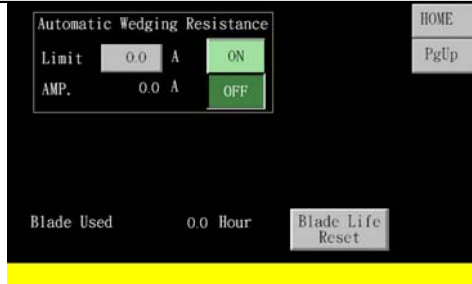 Automatic Wedging Resistance
HOME
Limit 0.0 A ON
PgUp
AMP. 0.0 A OFF
Blade Used 0.0 Hour
Blade Life
Reset